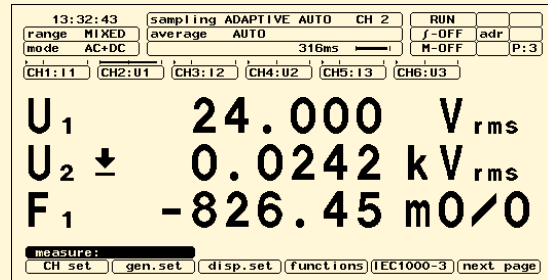 13:32:43 sampling ADAPTIVE AUTO CH 2 RUN
range MIXED average AUTO ∫-OFF adr
mode AC+DC 316ms M-OFF P:3
CH1:I1 CH2:U1 CH3:I2 CH4:U2 CH5:I3 CH6:U3
U1 24.000 Vrms
U2 0.0242 kVrms
F1 -826.45 mO/O
measure:
CH set gen.set disp.set functions IEC1000-3 next page